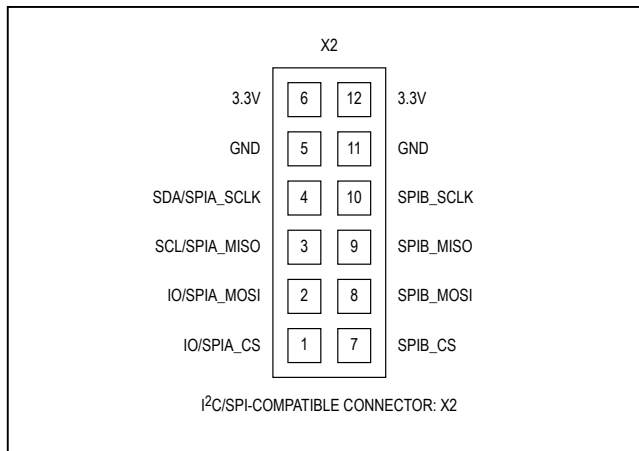 X2
3.3V 6 12 3.3V
GND 5 11 GND
SDA/SPIA_SCLK 4 10 SPIB_SCLK
SCL/SPIA_MISO 3 9 SPIB_MISO
IO/SPIA_MOSI 2 8 SPIB_MOSI
IO/SPIA_CS 1 7 SPIB_CS
I²C/SPI-COMPATIBLE CONNECTOR: X2